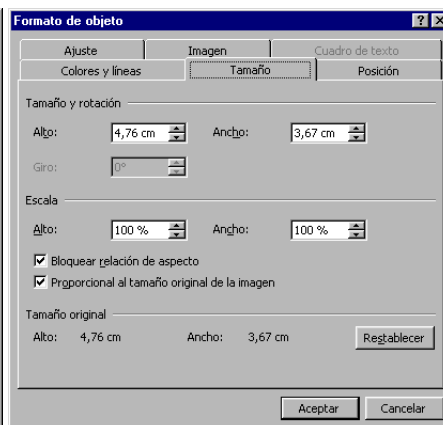 Formato de objeto
Ajuste Imagen Cuadro de texto
Colores y líneas Tamaño Posición
Tamaño y rotación
Alto: 4,76 cm Ancho: 3,67 cm
Giro: 0°
Escala
Alto: 100 % Ancho: 100 %
Bloquear relación de aspecto
Proporcional al tamaño original de la imagen
Tamaño original
Alto: 4,76 cm Ancho: 3,67 cm Restablecer
Aceptar Cancelar